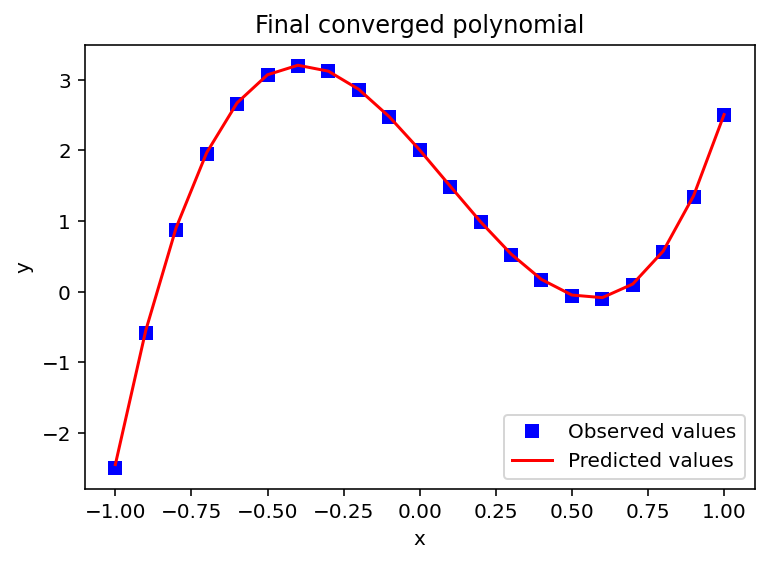 Final converged polynomial
y
3
2
1
0
−1
−2
Observed values
Predicted values
−1.00 −0.75 −0.50 −0.25 0.00 0.25 0.50 0.75 1.00
x